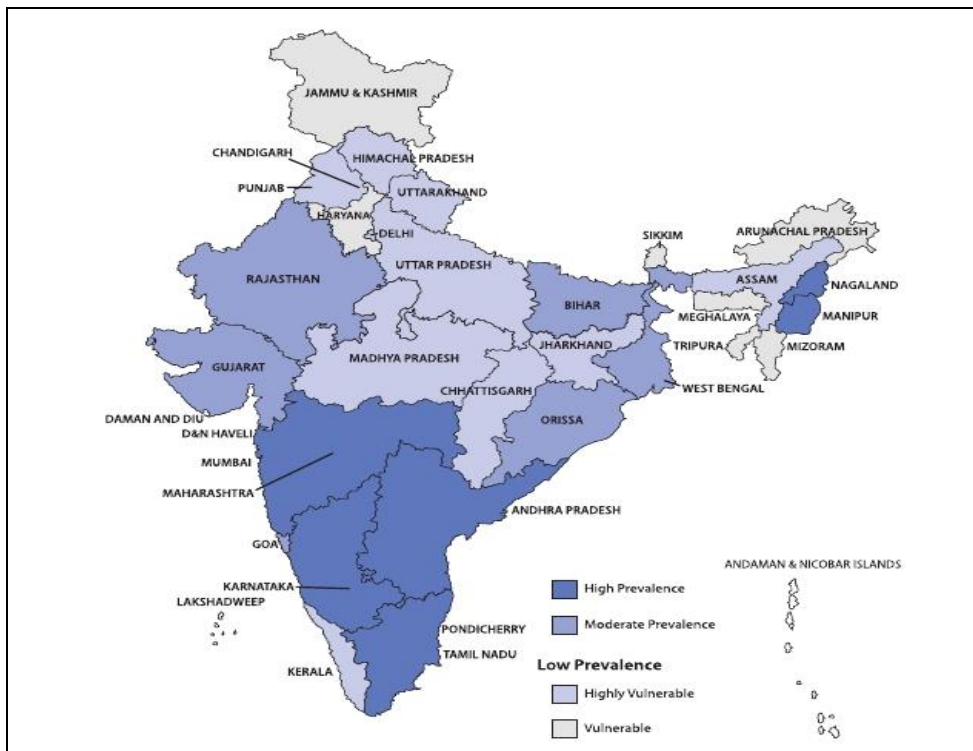 JAMMU & KASHMIR
CHANDIGARH
HIMACHAL PRADESH
PUNJAB
UTTARAKHAND
HARYANA
DELHI
SIKKIM
ARUNACHAL PRADESH
RAJASTHAN
UTTAR PRADESH
ASSAM
NAGALAND
BIHAR
MEGHALAYA
MANIPUR
JHARKHAND
TRIPURA
MIZORAM
MADHYA PRADESH
GUJARAT
CHHATTISGARH
WEST BENGAL
DAMAN AND DIU
ORISSA
D&N HAVELI
MUMBAI
MAHARASHTRA
ANDHRA PRADESH
GOA
ANDAMAN & NICOBAR ISLANDS
KARNATAKA
High Prevalence
LAKSHADWEEP
PONDICHERRY
Moderate Prevalence
TAMIL NADU
KERALA
Low Prevalence
Highly Vulnerable
Vulnerable